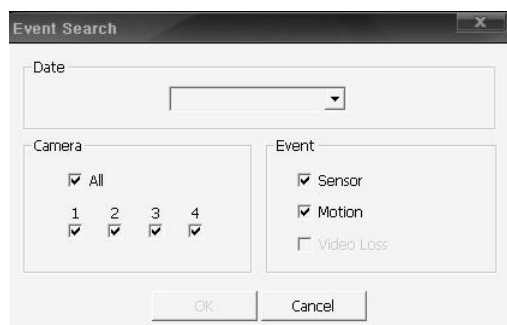 Event Search
Date
Camera
All
1 2 3 4
Event
Sensor
Motion
Video Loss
OK Cancel